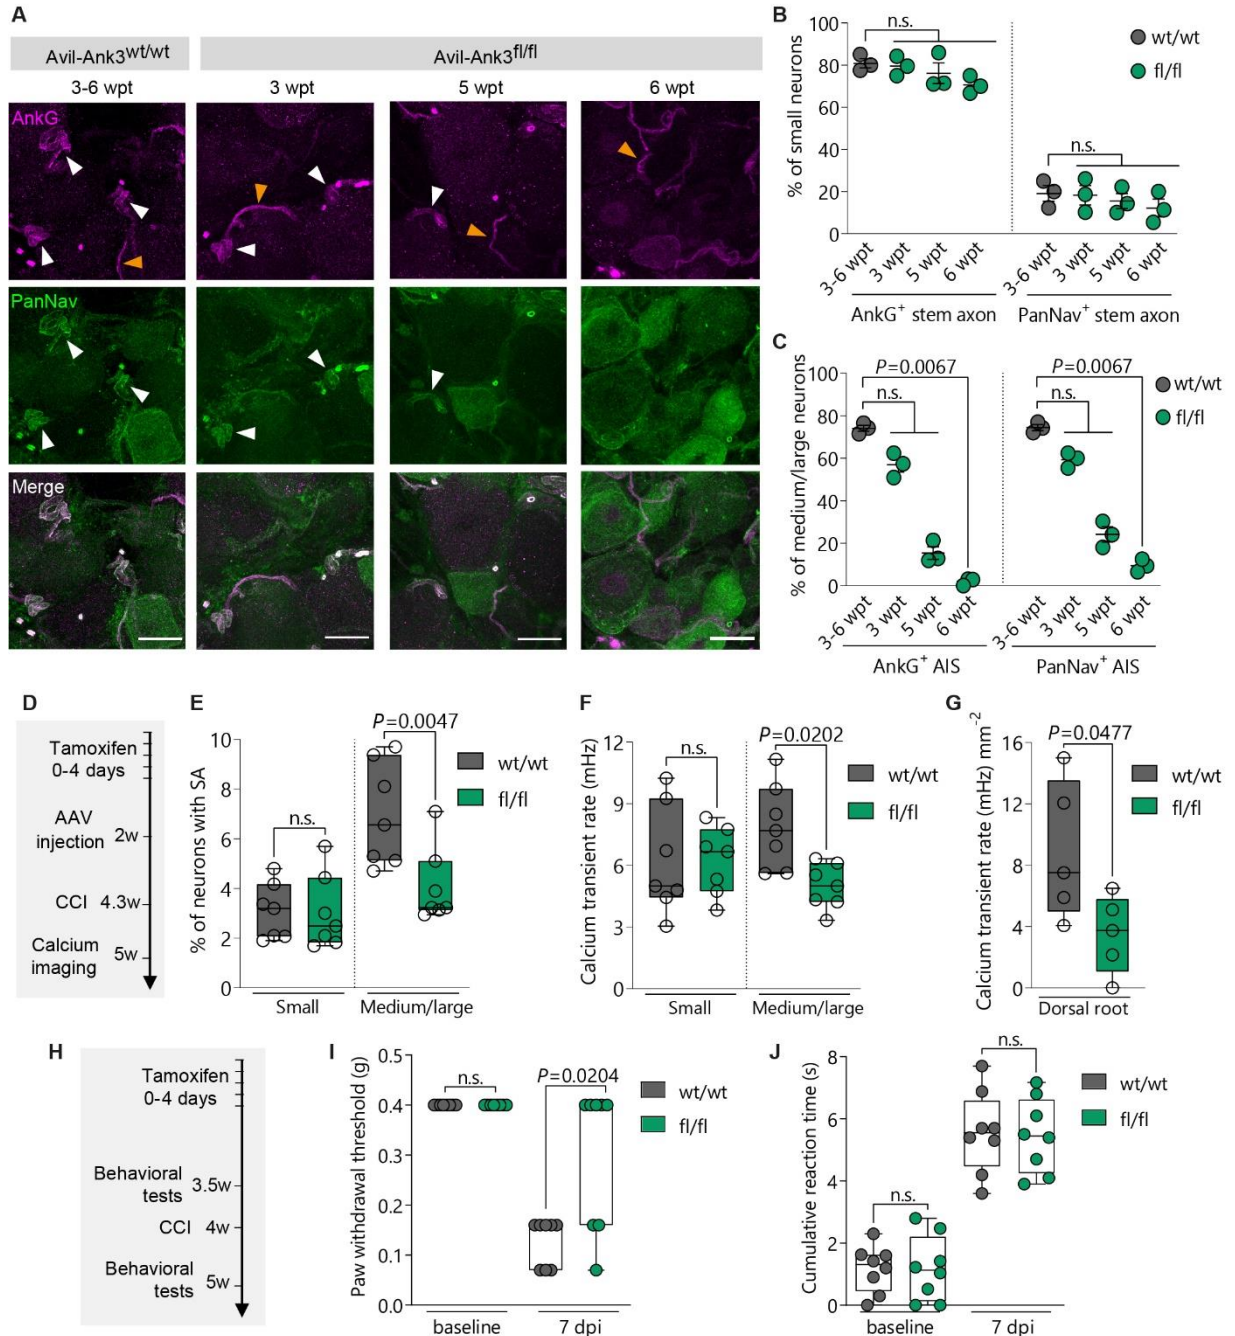 A
Avil-Ank3wt/wt
Avil-Ank3fl/fl
3-6 wpt
3 wpt
5 wpt
6 wpt
AnkG
PanNav
Merge
B
% of small neurons
100
80
60
40
20
0
n.s.
n.s.
wt/wt
fl/fl
3-6 wpt
3 wpt
5 wpt
6 wpt
3-6 wpt
3 wpt
5 wpt
6 wpt
AnkG+ stem axon
PanNav+ stem axon
C
% of medium/large neurons
100
80
60
40
20
0
P=0.0067
n.s.
P=0.0067
n.s.
wt/wt
fl/fl
3-6 wpt
3 wpt
5 wpt
6 wpt
3-6 wpt
3 wpt
5 wpt
6 wpt
AnkG+ AIS
PanNav+ AIS
D
Tamoxifen
0-4 days
AAV
injection
2w
CCI
4.3w
Calcium
imaging
5w
E
% of neurons with SA
10
8
6
4
2
0
n.s.
P=0.0047
wt/wt
fl/fl
Small
Medium/large
F
Calcium transient rate (mHz)
12
9
6
3
0
n.s.
P=0.0202
wt/wt
fl/fl
Small
Medium/large
G
Calcium transient rate (mHz) mm-2
16
12
8
4
0
P=0.0477
wt/wt
fl/fl
Dorsal root
H
Tamoxifen
0-4 days
Behavioral
tests
3.5w
CCI
4w
Behavioral
tests
5w
I
Paw withdrawal threshold (g)
0.5
0.4
0.3
0.2
0.1
0.0
n.s.
P=0.0204
wt/wt
fl/fl
baseline
7 dpi
J
Cumulative reaction time (s)
8
6
4
2
0
n.s.
n.s.
wt/wt
fl/fl
baseline
7 dpi